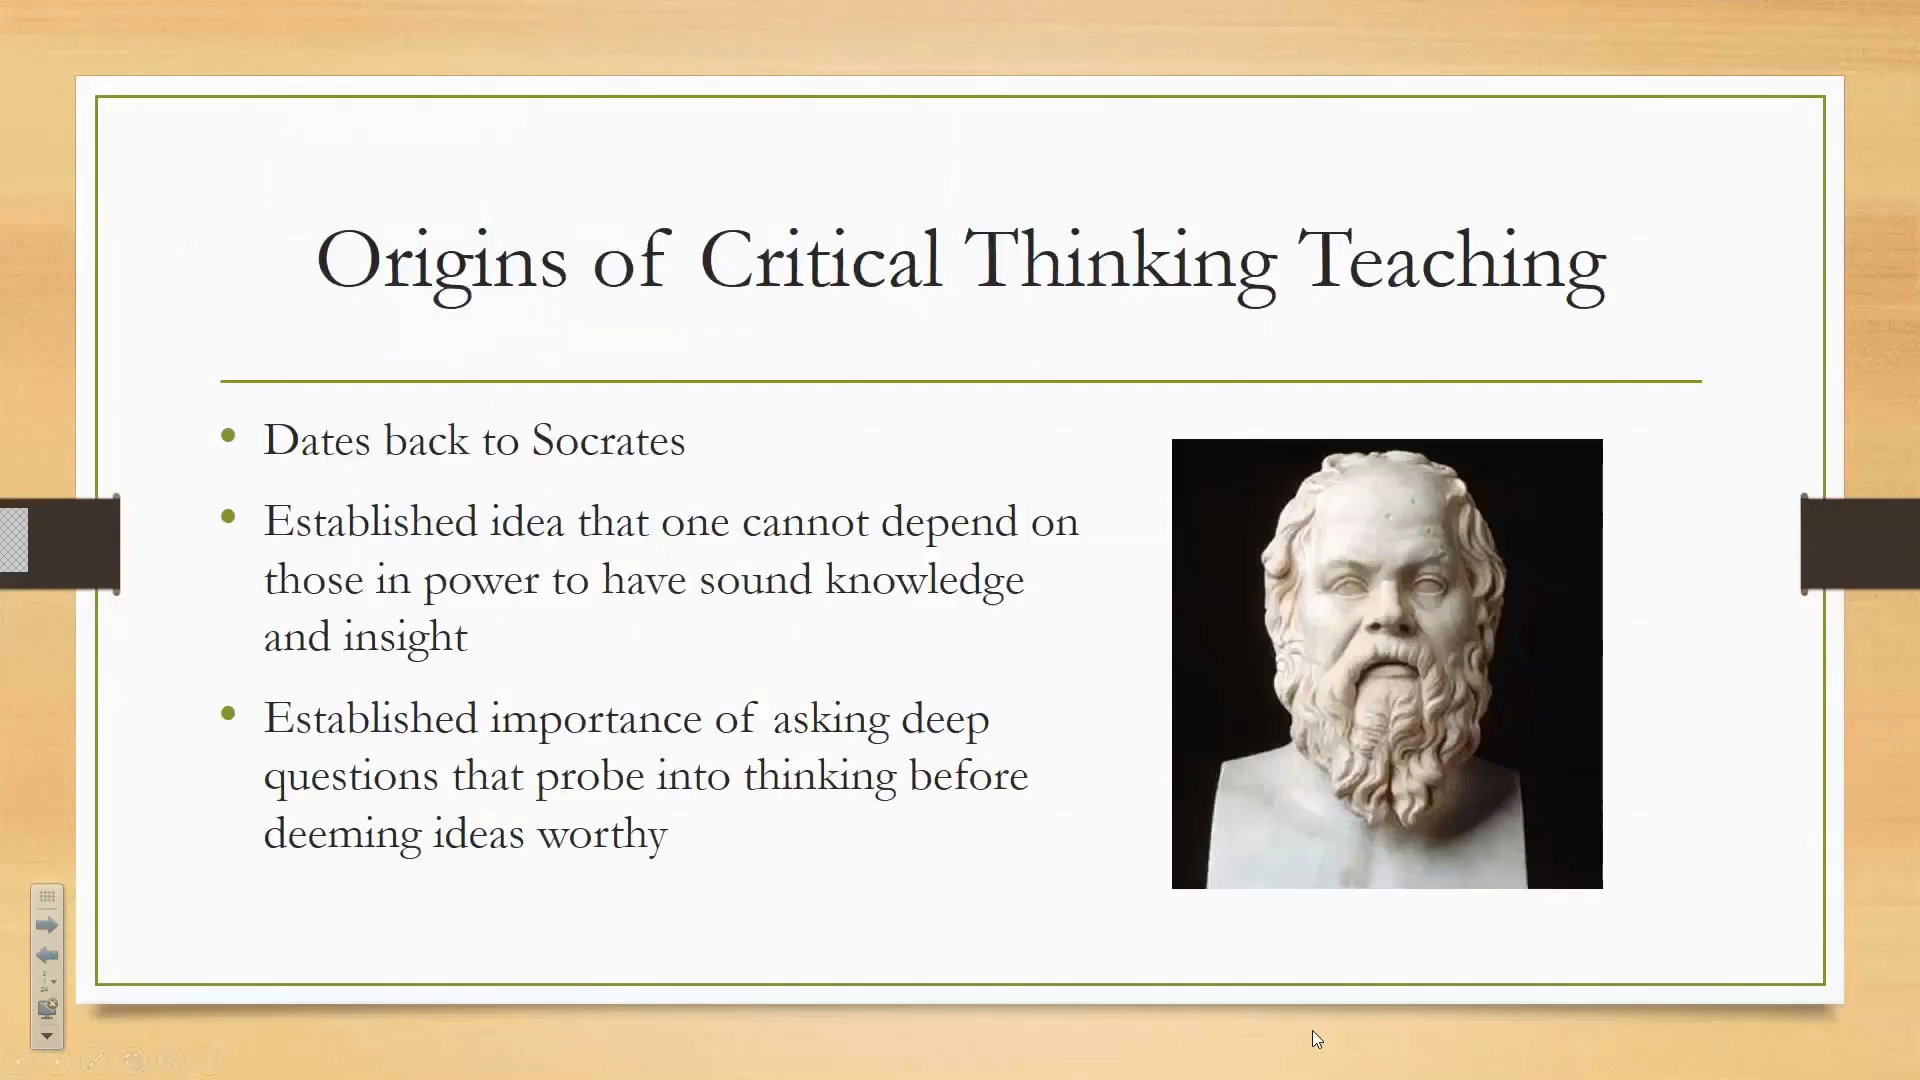 Origins of Critical Thinking Teaching
• Dates back to Socrates
• Established idea that one cannot depend on
those in power to have sound knowledge
and insight
• Established importance of asking deep
questions that probe into thinking before
deeming ideas worthy
2
24